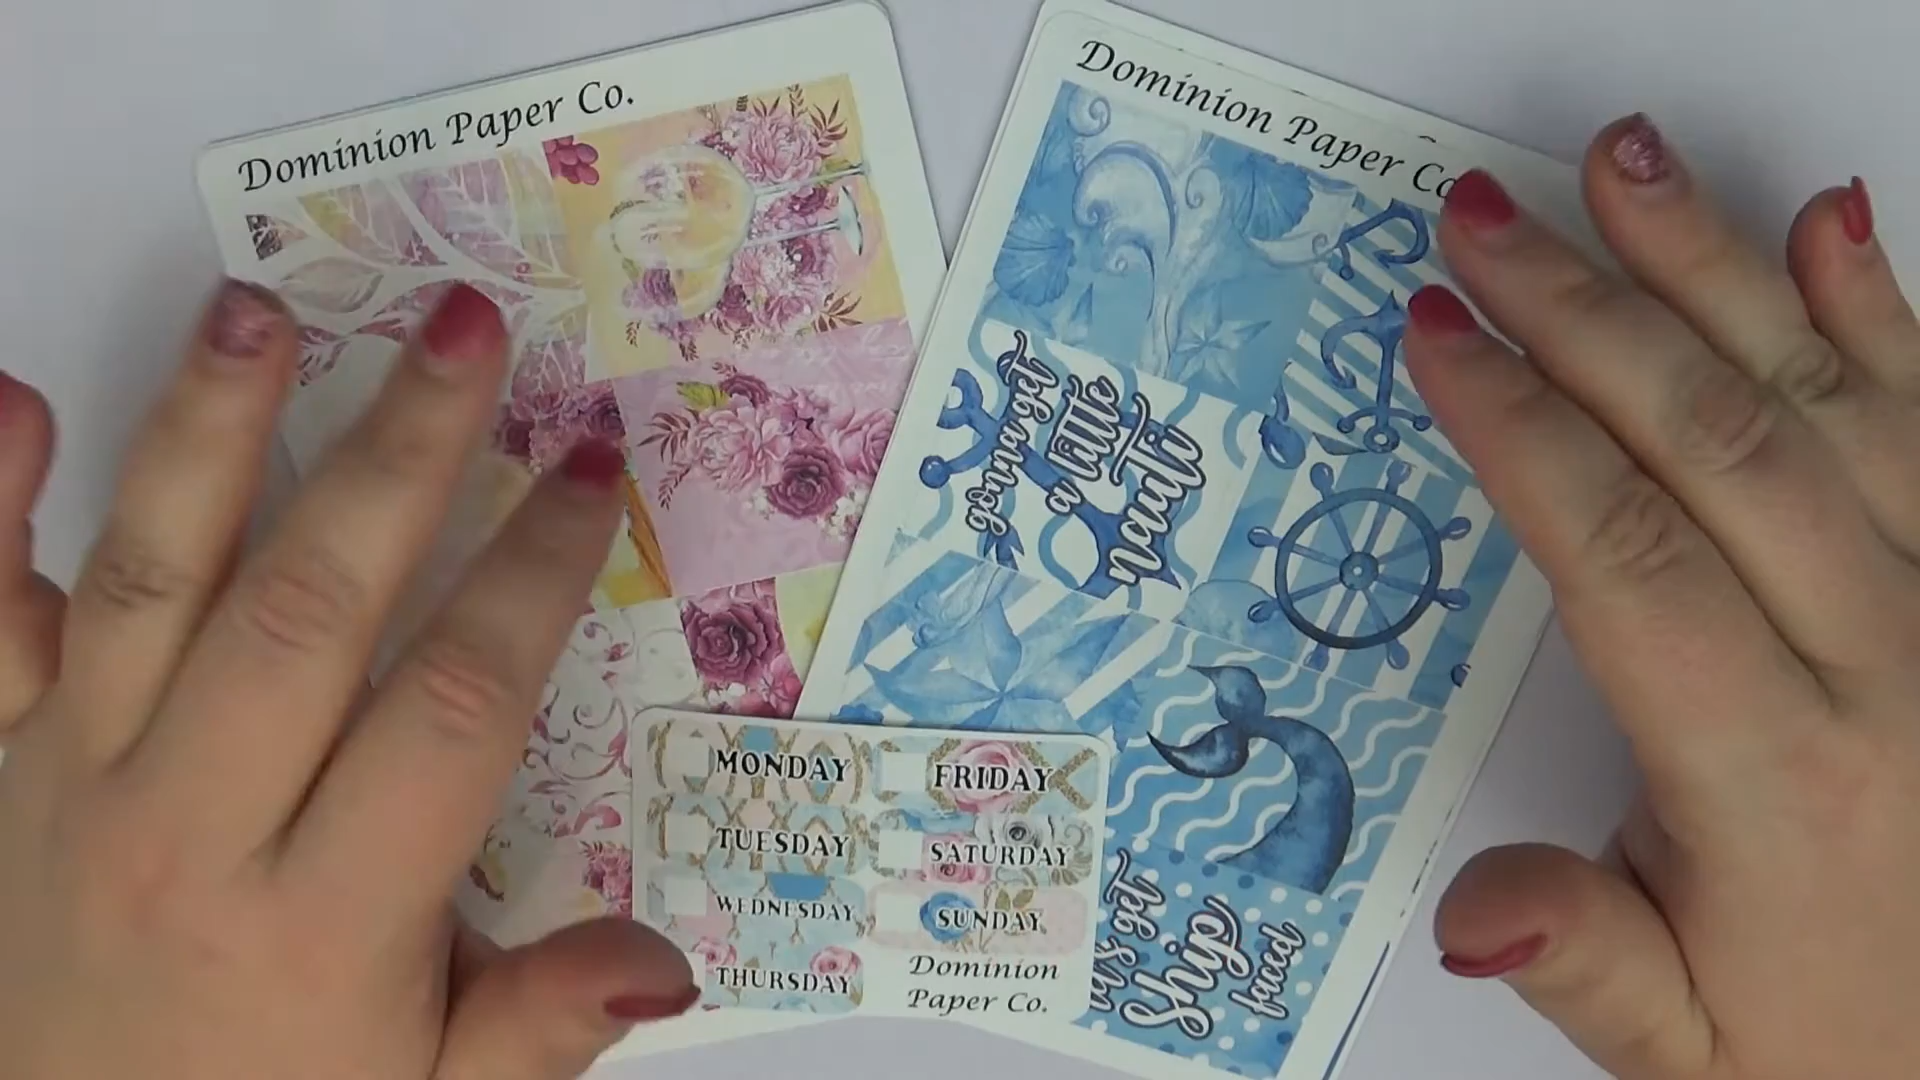 Dominion Paper Co.
Dominion Paper Co
gonna get
a little
nauti
let's get
Ship
faced
MONDAY
TUESDAY
WEDNESDAY
THURSDAY
FRIDAY
SATURDAY
SUNDAY
Dominion
Paper Co.